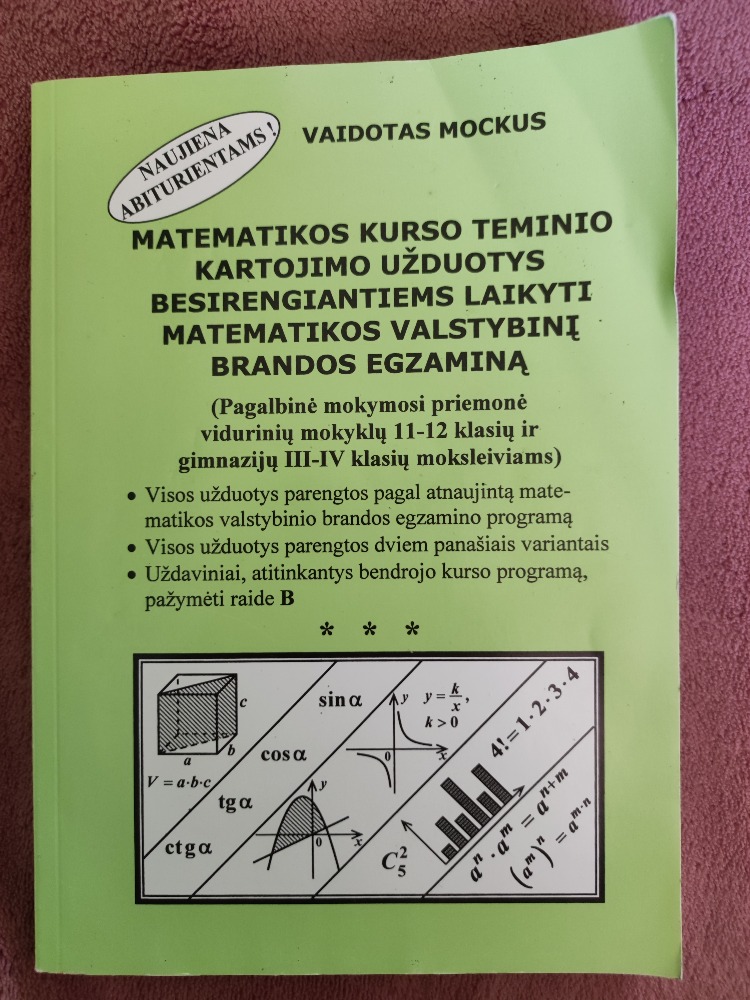 NAUJIENA
ABITURIENTAMS !
VAIDOTAS MOCKUS
MATEMATIKOS KURSO TEMINIO
KARTOJIMO UŽDUOTYS
BESIRENGIANTIEMS LAIKYTI
MATEMATIKOS VALSTYBINĮ
BRANDOS EGZAMINĄ
(Pagalbinė mokymosi priemonė
vidurinių mokyklų 11-12 klasių ir
gimnazijų III-IV klasių moksleiviams)
• Visos užduotys parengtos pagal atnaujintą mate-
matikos valstybinio brandos egzamino programą
• Visos užduotys parengtos dviem panašiais variantais
• Uždaviniai, atitinkantys bendrojo kurso programą,
pažymėti raide B
* * *
a
b
c
V = a·b·c
sin α
cos α
tg α
ctg α
y
y = k/x,
k > 0
0
x
y
0
x
C₅²
4! = 1·2·3·4
aⁿ · aᵐ = aⁿ⁺ᵐ
(aᵐ)ⁿ = aᵐ·ⁿ